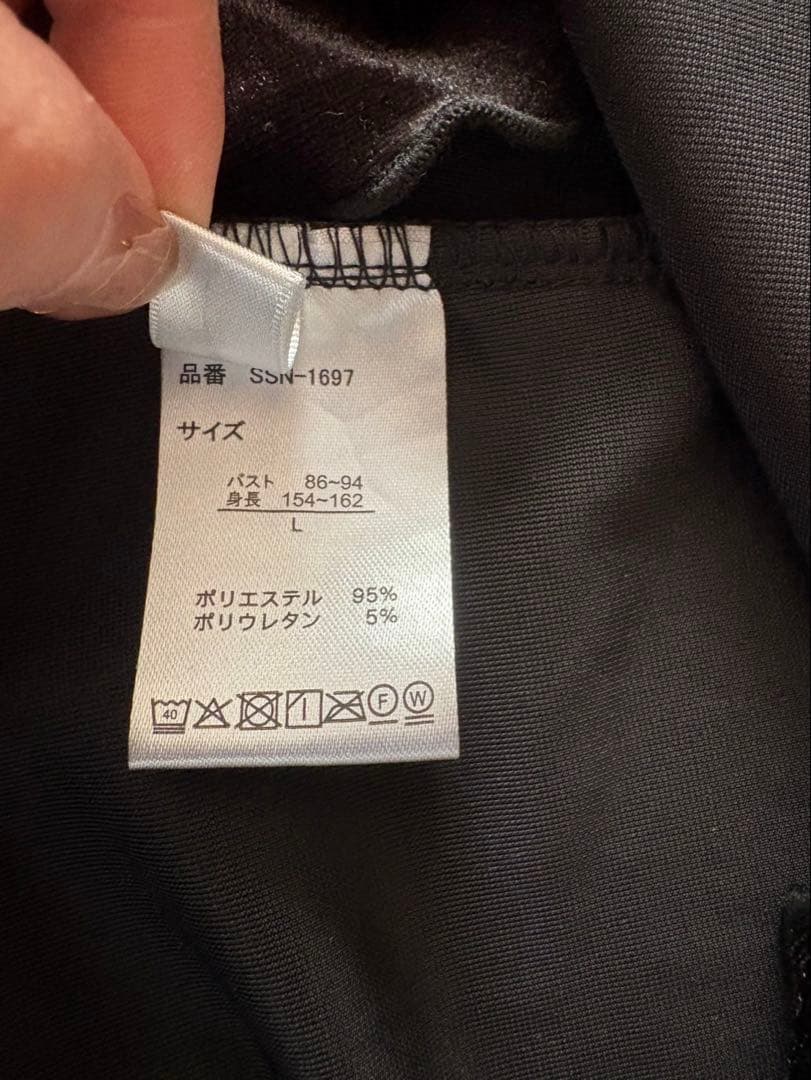 品番 SSN-1697
サイズ
バスト 86~94
身長 154~162
L
ポリエステル 95%
ポリウレタン 5%
40 F W